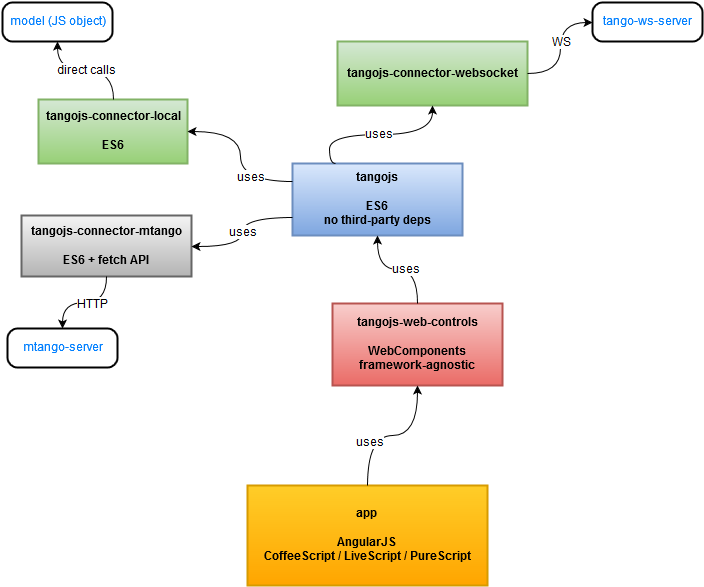 model (JS object)
tango-ws-server
WS
direct calls
tangojs-connector-websocket
tangojs-connector-local
ES6
uses
uses
tangojs
ES6
no third-party deps
tangojs-connector-mtango
ES6 + fetch API
uses
uses
HTTP
mtango-server
tangojs-web-controls
WebComponents
framework-agnostic
uses
app
AngularJS
CoffeeScript / LiveScript / PureScript